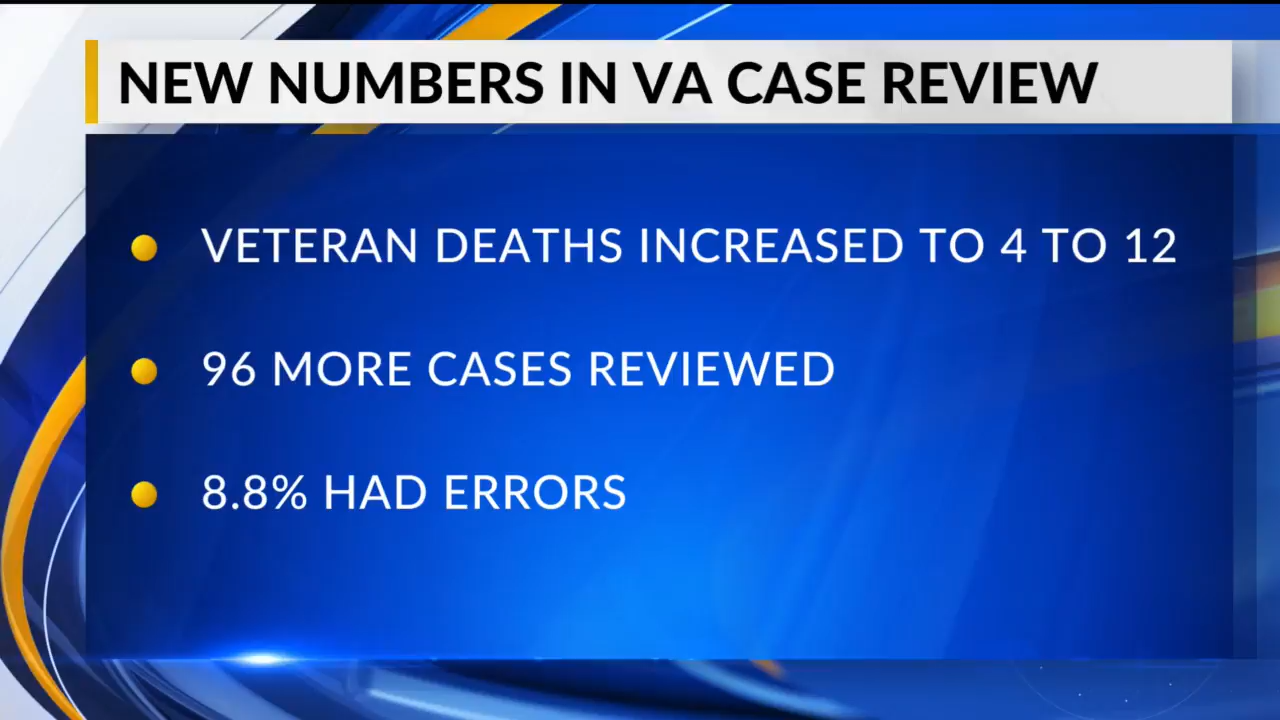 NEW NUMBERS IN VA CASE REVIEW
VETERAN DEATHS INCREASED TO 4 TO 12
96 MORE CASES REVIEWED
8.8% HAD ERRORS